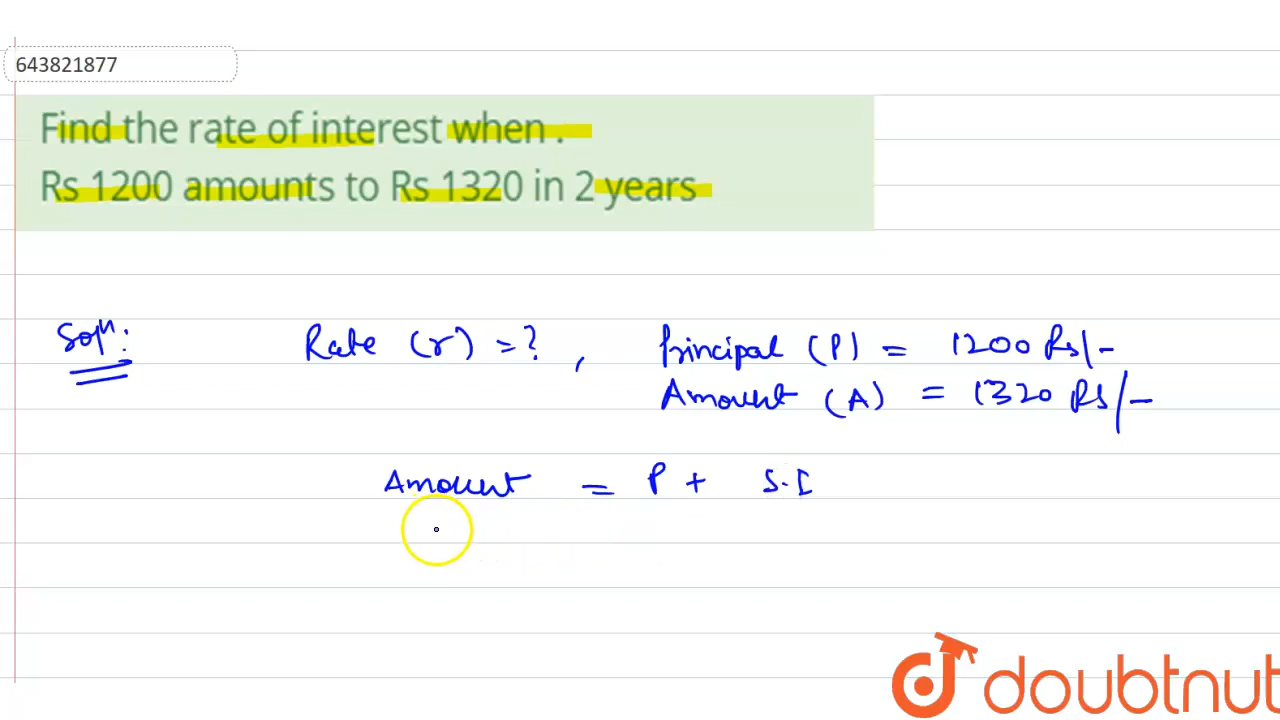 643821877
Find the rate of interest when .
Rs 1200 amounts to Rs 1320 in 2 years
Solⁿ: Rate (r) = ? , Principal (P) = 1200 Rs/-
Amount (A) = 1320 Rs/-
Amount = P + S.I
doubtnut